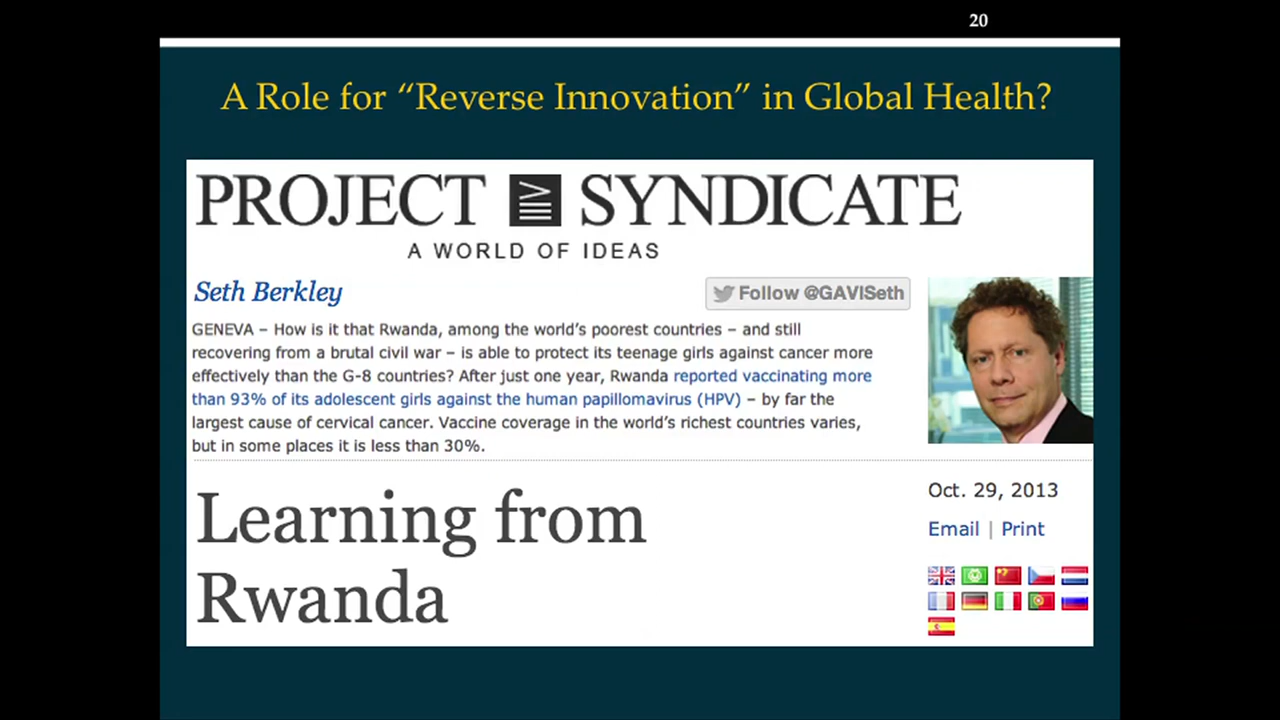 20
A Role for “Reverse Innovation” in Global Health?
PROJECT SYNDICATE
A WORLD OF IDEAS
Seth Berkley
Follow @GAVISeth
GENEVA – How is it that Rwanda, among the world’s poorest countries – and still
recovering from a brutal civil war – is able to protect its teenage girls against cancer more
effectively than the G-8 countries? After just one year, Rwanda reported vaccinating more
than 93% of its adolescent girls against the human papillomavirus (HPV) – by far the
largest cause of cervical cancer. Vaccine coverage in the world’s richest countries varies,
but in some places it is less than 30%.
Learning from
Rwanda
Oct. 29, 2013
Email | Print